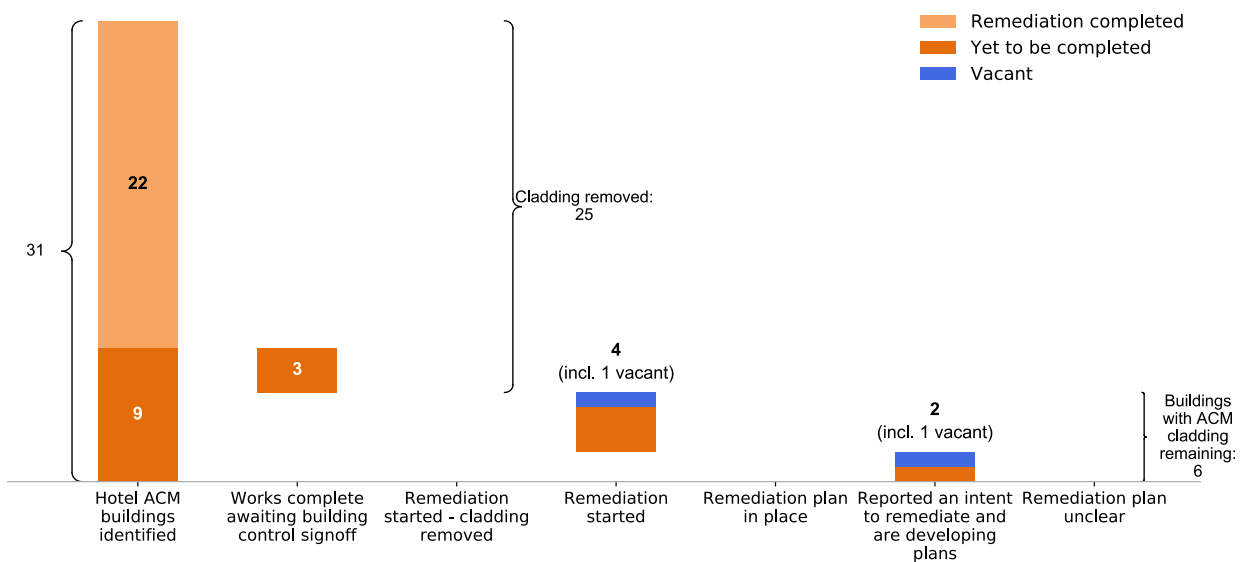 Remediation completed
Yet to be completed
Vacant
22
Cladding removed:
25
31
4
(incl. 1 vacant)
3
2
(incl. 1 vacant)
9
Buildings
with ACM
cladding
remaining:
6
Hotel ACM
buildings
identified
Works complete
awaiting building
control signoff
Remediation
started - cladding
removed
Remediation
started
Remediation plan
in place
Reported an intent
to remediate and
are developing
plans
Remediation plan
unclear